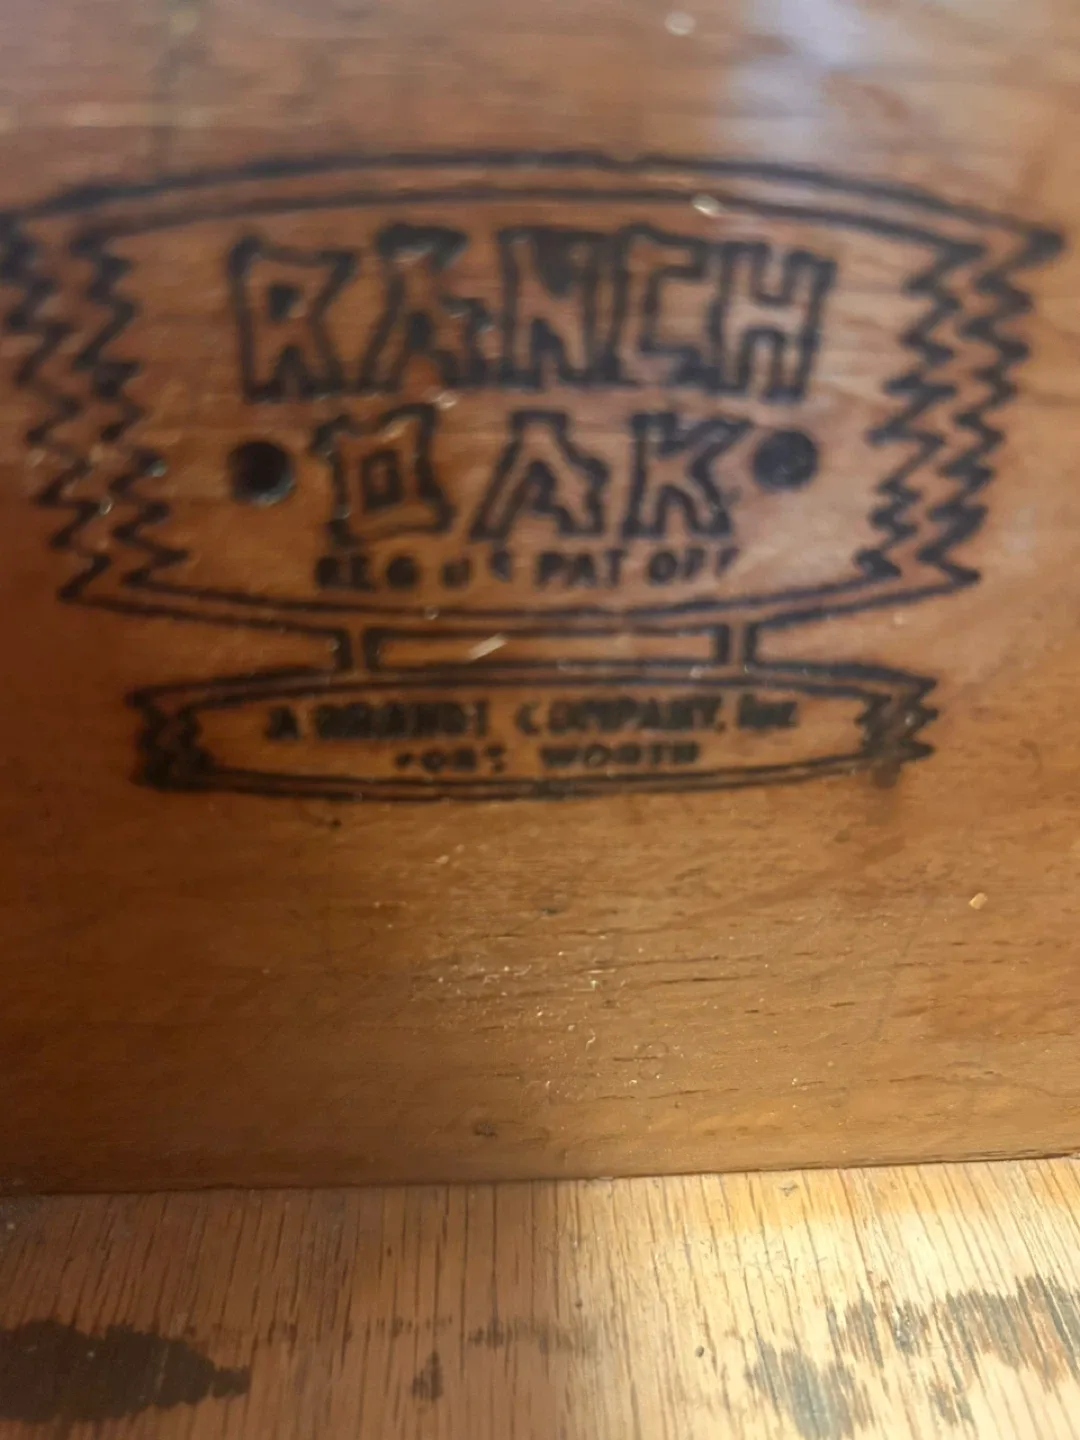 RANCH
OAK
REG U S PAT OFF
A BRANDT COMPANY, INC
FORT WORTH